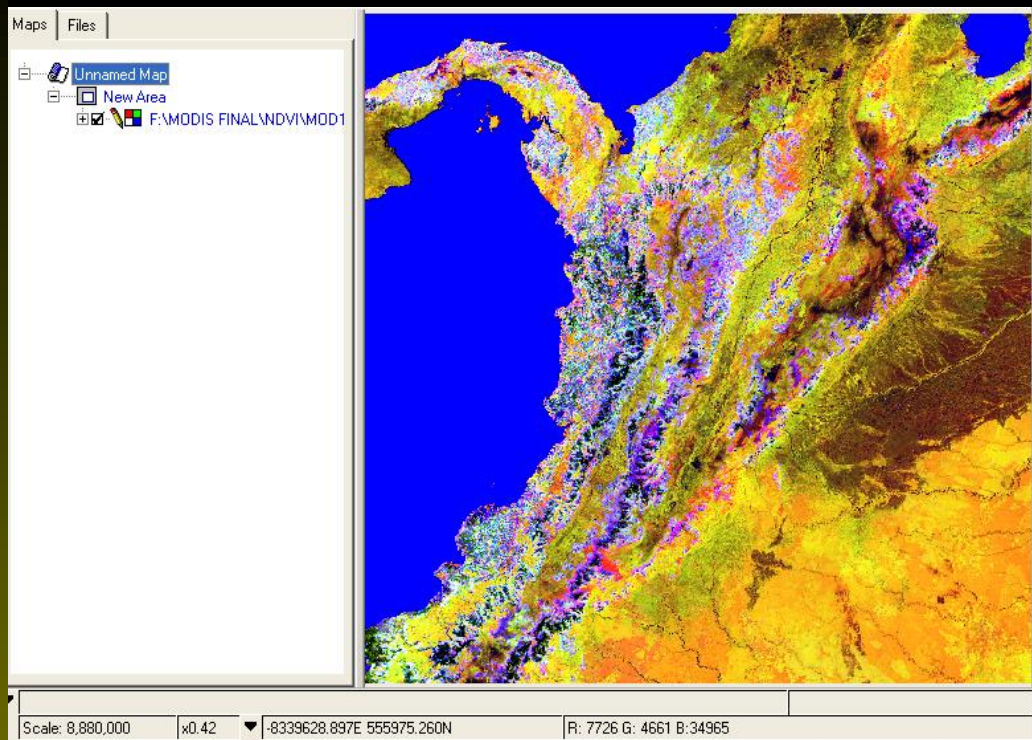 Maps Files
Unnamed Map
New Area
F:\MODIS FINAL\NDVI\MOD1
Scale: 8,880,000 x0.42 -8339628.897E 555975.260N R: 7726 G: 4661 B:34965